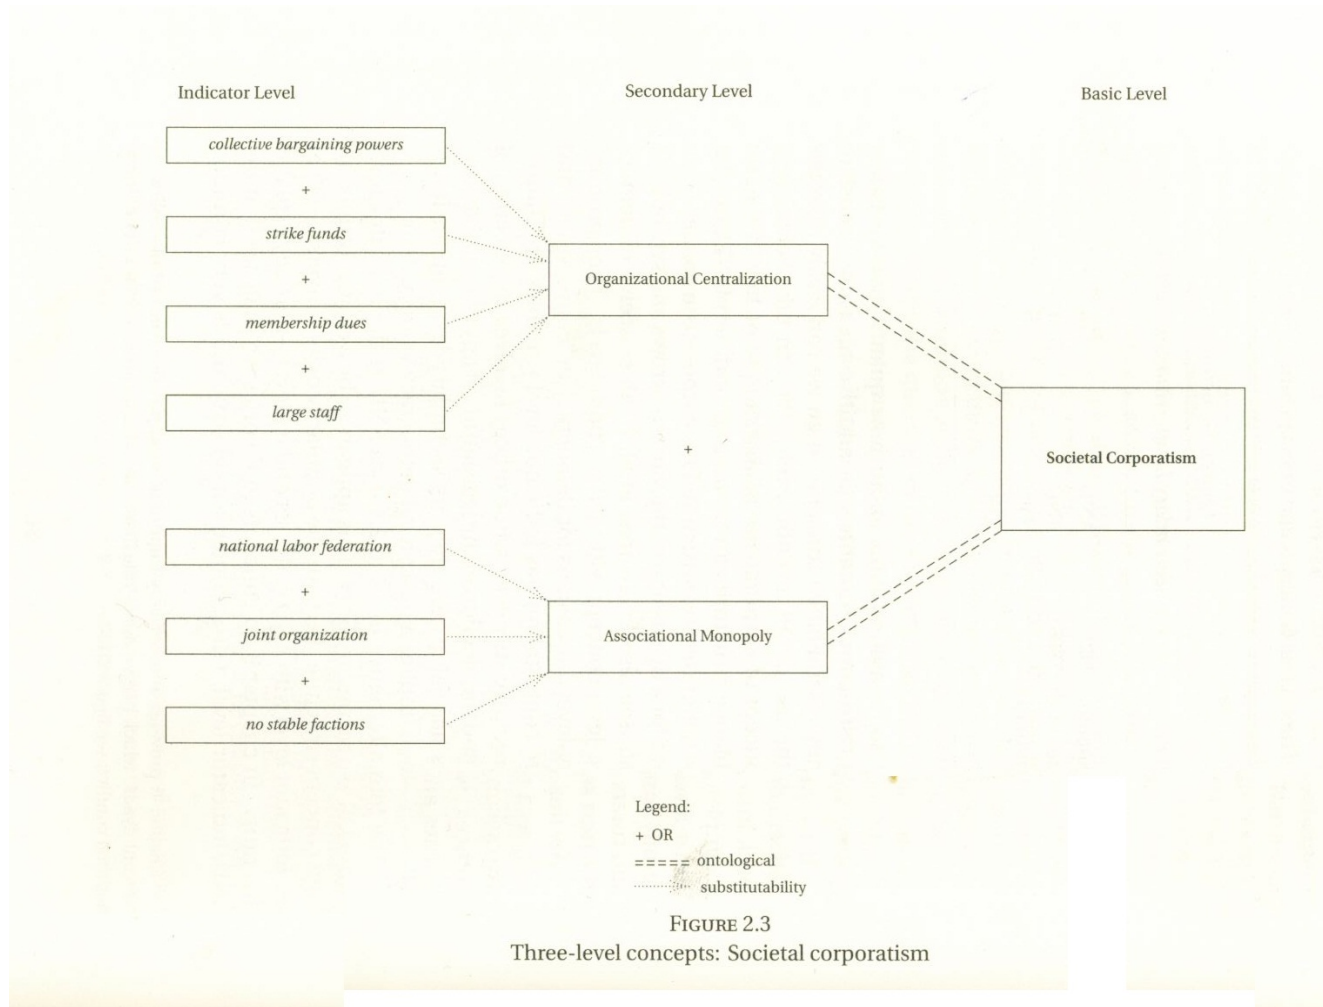 Indicator Level
Secondary Level
Basic Level
collective bargaining powers
+
strike funds
+
membership dues
+
large staff
Organizational Centralization
+
Societal Corporatism
national labor federation
+
joint organization
+
no stable factions
Associational Monopoly
Legend:
+ OR
===== ontological
substitutability
FIGURE 2.3
Three-level concepts: Societal corporatism